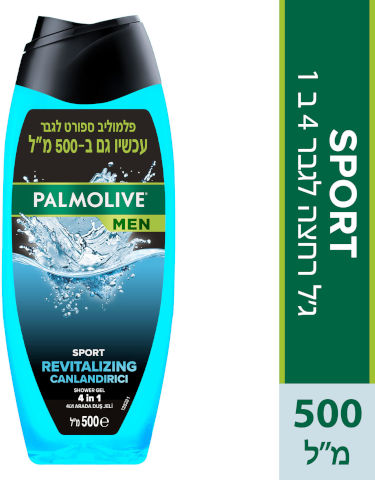 פלמוליב ספורט לגבר
עכשיו גם ב-500 מ״ל
PALMOLIVE
MEN
SPORT
REVITALIZING
CANLANDIRICI
SHOWER GEL
4 in 1
4ü1 ARADA DUŞ JELİ
500 מ״ל e
SPORT
ג׳ל רחצה לגבר 4 ב 1
500
מ״ל